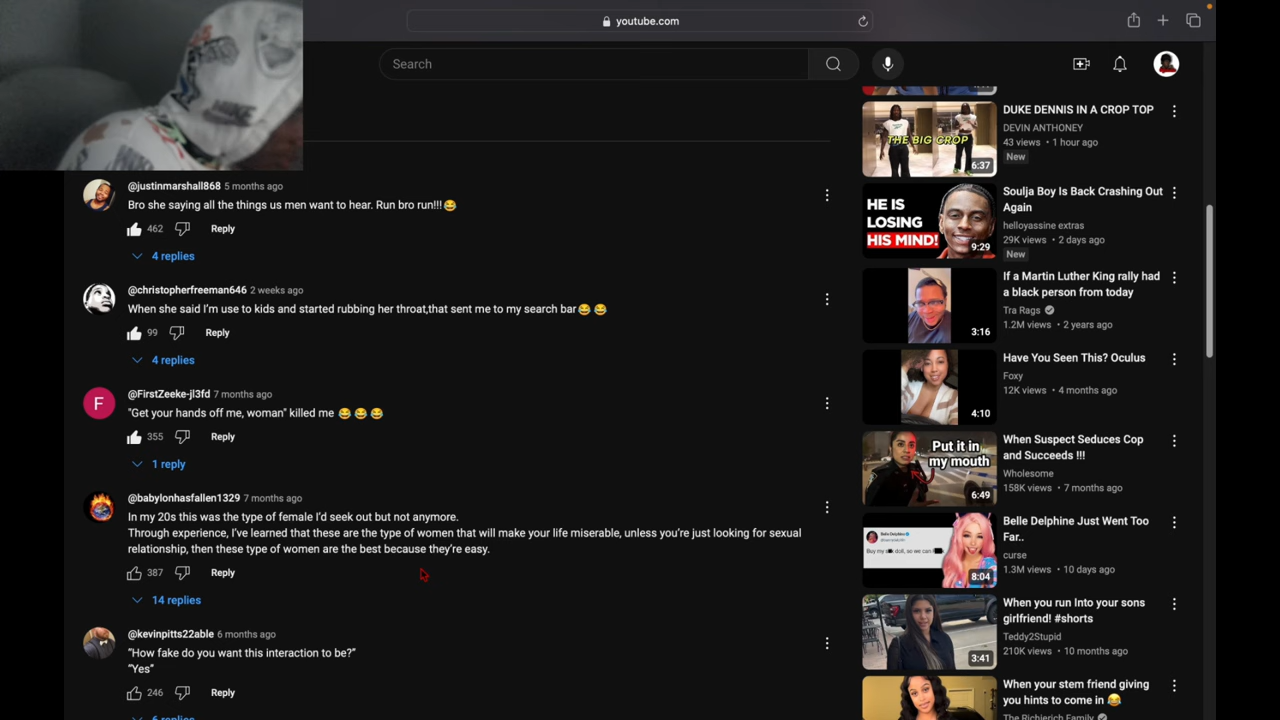 youtube.com
Search
@justinmarshall868 5 months ago
Bro she saying all the things us men want to hear. Run bro run!!!😂
462 Reply
4 replies
@christopherfreeman646 2 weeks ago
When she said I'm use to kids and started rubbing her throat,that sent me to my search bar😂 😂
99 Reply
4 replies
F
@FirstZeeke-jl3fd 7 months ago
"Get your hands off me, woman" killed me 😂 😂 😂
355 Reply
1 reply
@babylonhasfallen1329 7 months ago
In my 20s this was the type of female I'd seek out but not anymore.
Through experience, I've learned that these are the type of women that will make your life miserable, unless you're just looking for sexual
relationship, then these type of women are the best because they're easy.
387 Reply
14 replies
@kevinpitts22able 6 months ago
“How fake do you want this interaction to be?”
“Yes”
246 Reply
6 replies
THE BIG CROP
6:37
DUKE DENNIS IN A CROP TOP
DEVIN ANTHONEY
43 views • 1 hour ago
New
HE IS
LOSING
HIS MIND!
9:29
Soulja Boy Is Back Crashing Out
Again
helloyassine extras
29K views • 2 days ago
New
3:16
If a Martin Luther King rally had
a black person from today
Tra Rags
1.2M views • 2 years ago
4:10
Have You Seen This? Oculus
Foxy
12K views • 4 months ago
Put it in
my mouth
6:49
When Suspect Seduces Cop
and Succeeds !!!
Wholesome
158K views • 7 months ago
8:04
Belle Delphine Just Went Too
Far..
curse
1.3M views • 10 days ago
3:41
When you run Into your sons
girlfriend! #shorts
Teddy2Stupid
210K views • 10 months ago
When your stem friend giving
you hints to come in 😂
The Richierich Family